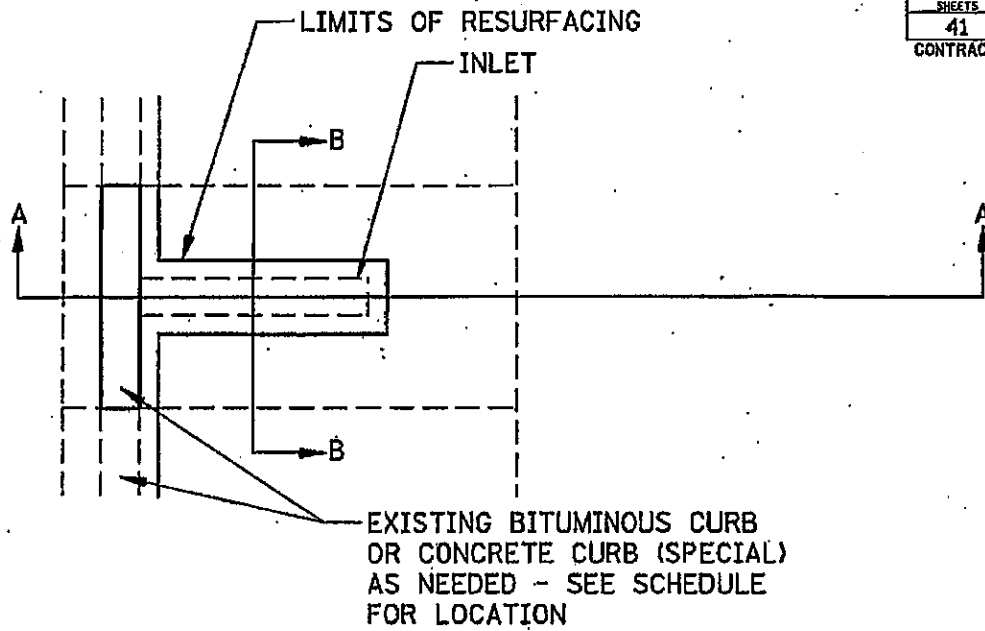 SHEETS
41
CONTRAC
LIMITS OF RESURFACING
INLET
B
A
A
B
EXISTING BITUMINOUS CURB
OR CONCRETE CURB (SPECIAL)
AS NEEDED - SEE SCHEDULE
FOR LOCATION